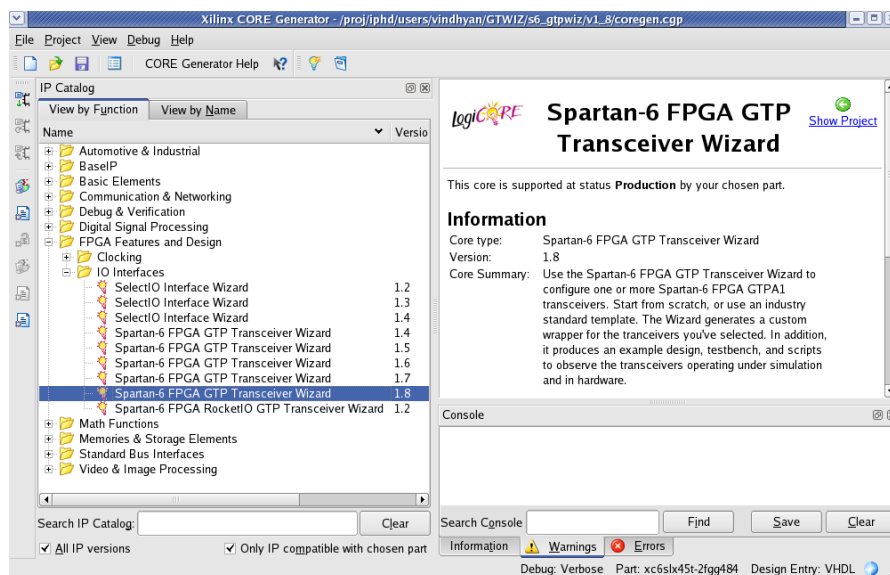 Xilinx CORE Generator - /proj/iphd/users/vindhyan/GTWIZ/s6_gtpwiz/v1_8/coregen.cgp
File Project View Debug Help
CORE Generator Help
IP Catalog
View by Function View by Name
Name Versio
Automotive & Industrial
BaseIP
Basic Elements
Communication & Networking
Debug & Verification
Digital Signal Processing
FPGA Features and Design
Clocking
IO Interfaces
SelectIO Interface Wizard 1.2
SelectIO Interface Wizard 1.3
SelectIO Interface Wizard 1.4
Spartan-6 FPGA GTP Transceiver Wizard 1.4
Spartan-6 FPGA GTP Transceiver Wizard 1.5
Spartan-6 FPGA GTP Transceiver Wizard 1.6
Spartan-6 FPGA GTP Transceiver Wizard 1.7
Spartan-6 FPGA GTP Transceiver Wizard 1.8
Spartan-6 FPGA RocketIO GTP Transceiver Wizard 1.2
Math Functions
Memories & Storage Elements
Standard Bus Interfaces
Video & Image Processing
Search IP Catalog: Clear
All IP versions Only IP compatible with chosen part
LogiCORE
Spartan-6 FPGA GTP
Transceiver Wizard
Show Project
This core is supported at status Production by your chosen part.
Information
Core type: Spartan-6 FPGA GTP Transceiver Wizard
Version: 1.8
Core Summary: Use the Spartan-6 FPGA GTP Transceiver Wizard to
configure one or more Spartan-6 FPGA GTPA1
transceivers. Start from scratch, or use an industry
standard template. The Wizard generates a custom
wrapper for the tranceivers you've selected. In addition,
it produces an example design, testbench, and scripts
to observe the transceivers operating under simulation
and in hardware.
Console
Search Console Find Save Clear
Information Warnings Errors
Debug: Verbose Part: xc6slx45t-2fgg484 Design Entry: VHDL